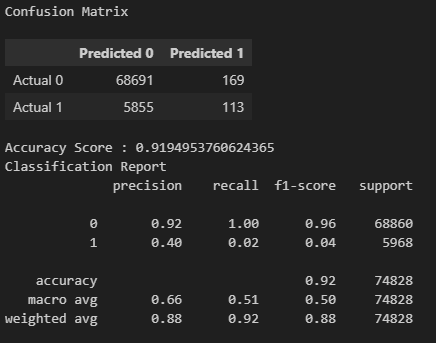 Confusion Matrix
Predicted 0 Predicted 1
Actual 0 68691 169
Actual 1 5855 113
Accuracy Score : 0.9194953760624365
Classification Report
precision recall f1-score support
0 0.92 1.00 0.96 68860
1 0.40 0.02 0.04 5968
accuracy 0.92 74828
macro avg 0.66 0.51 0.50 74828
weighted avg 0.88 0.92 0.88 74828